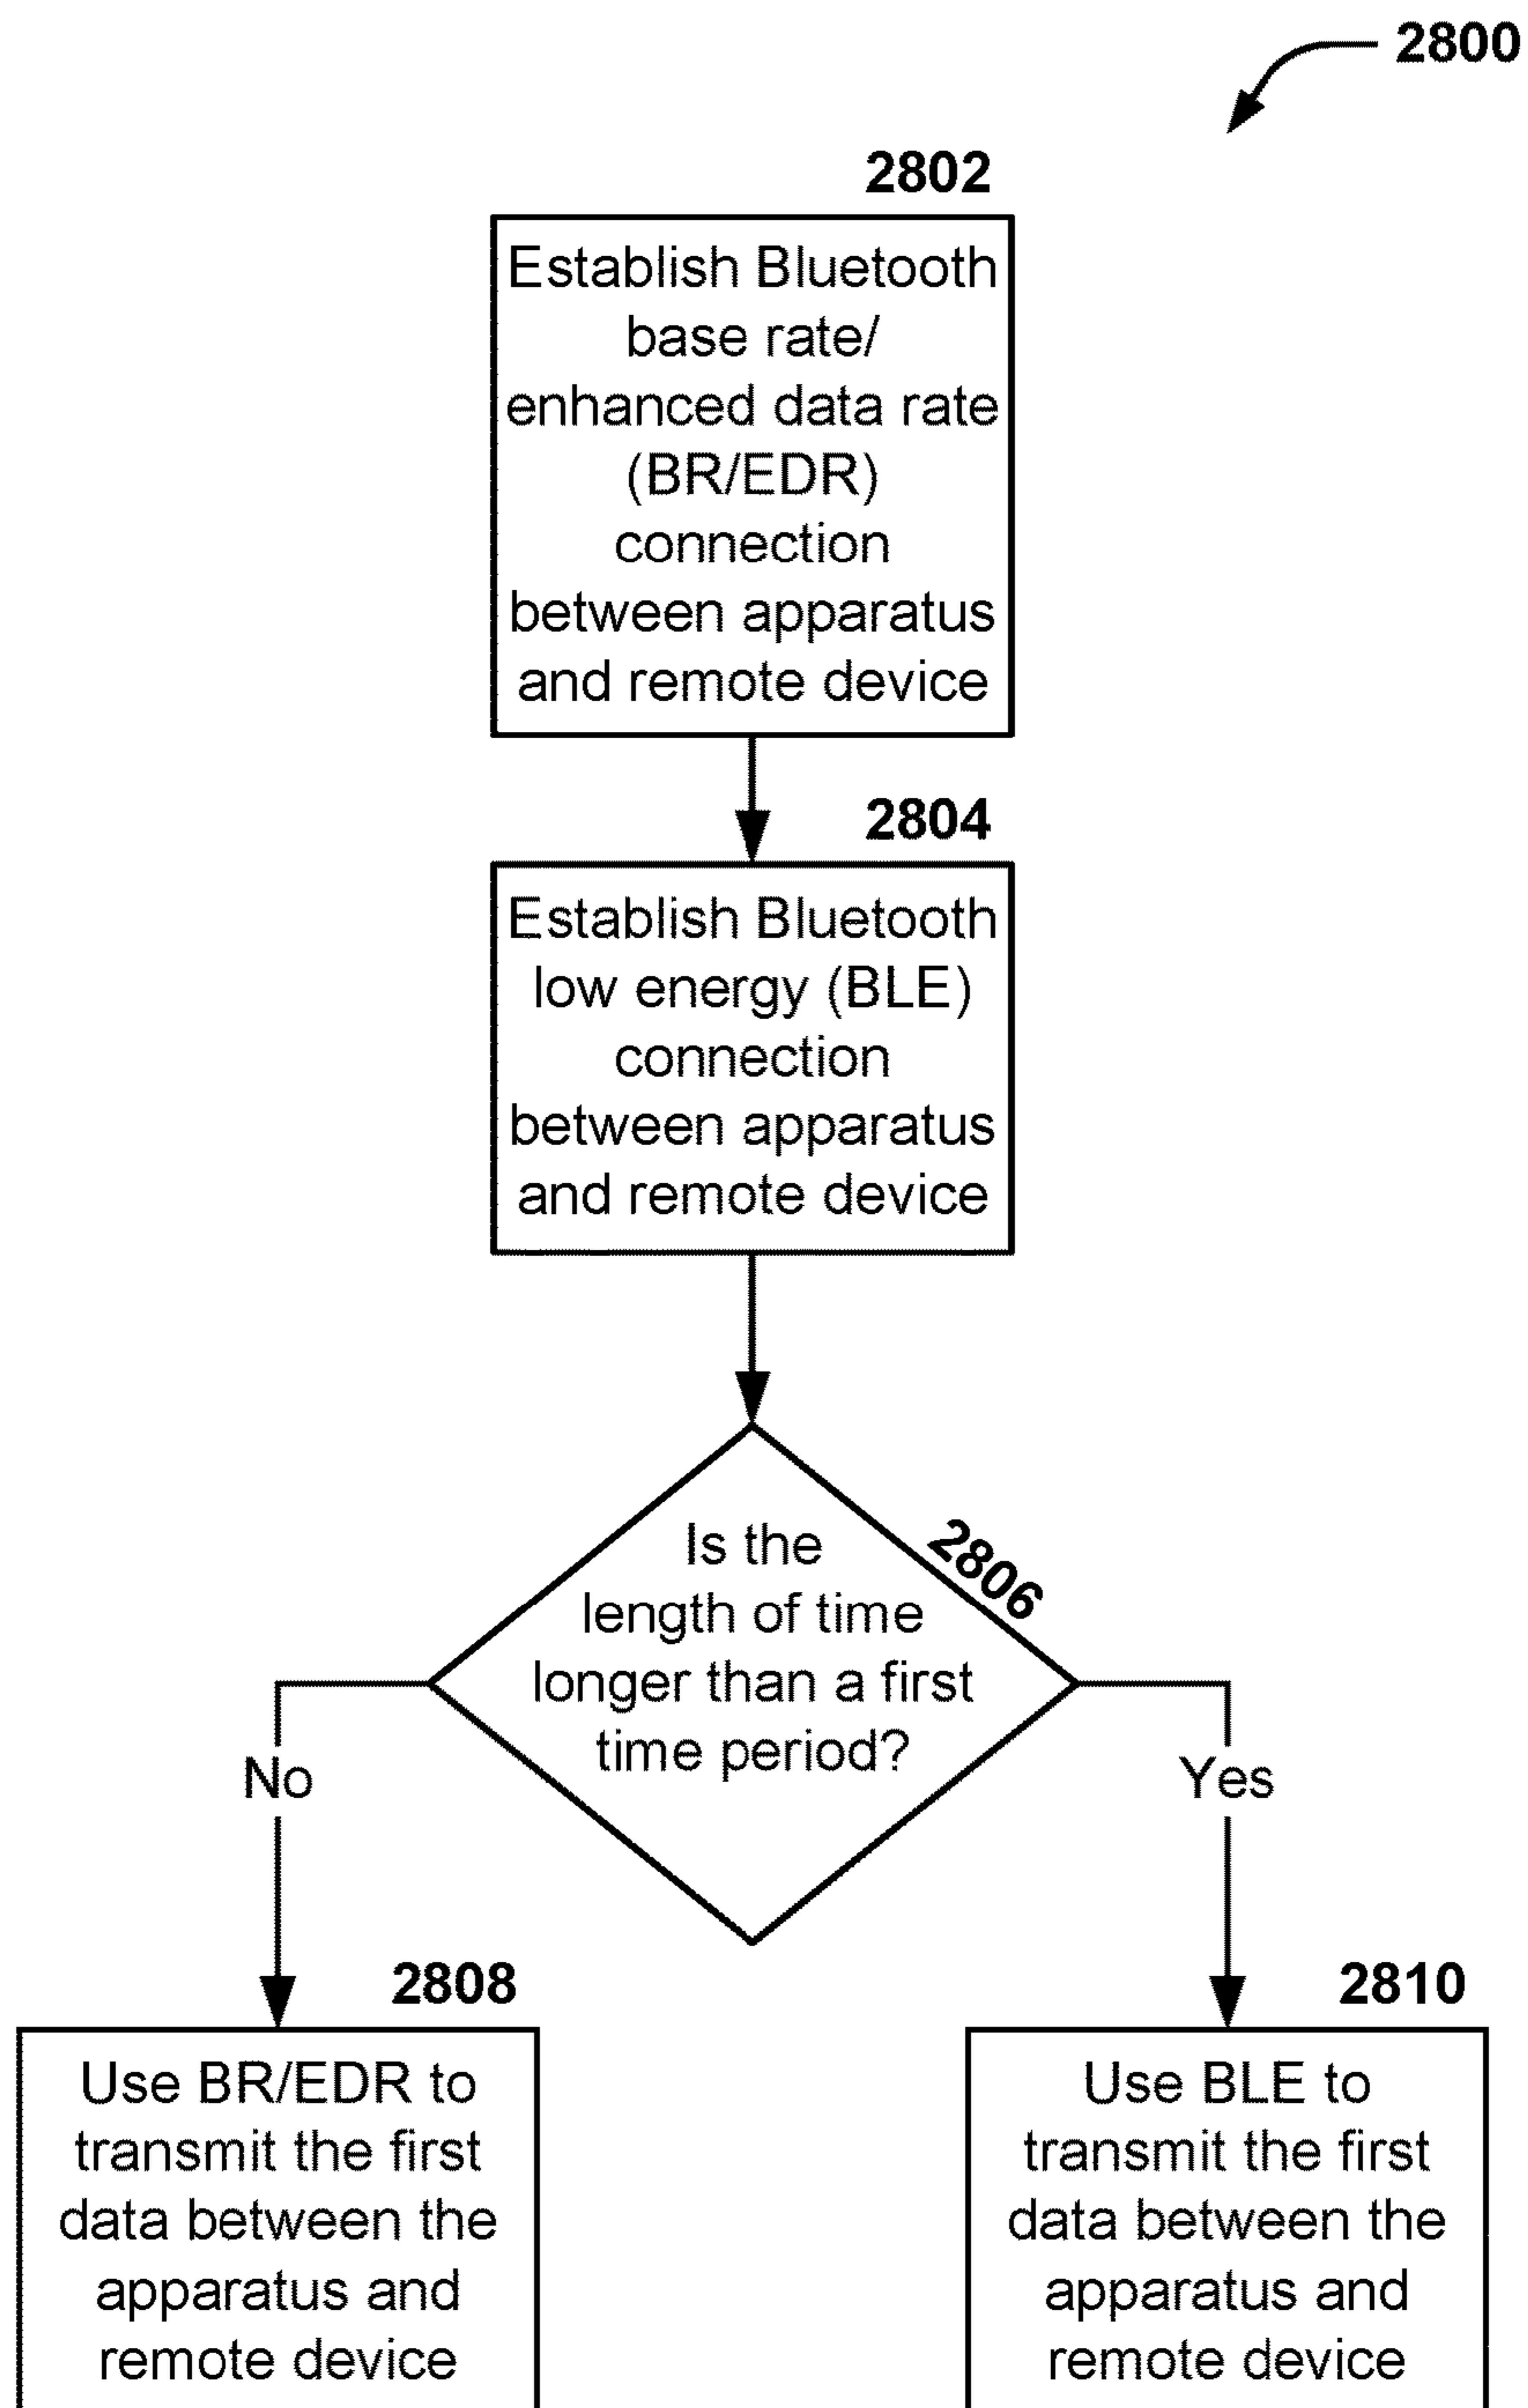 2800
2802
Establish Bluetooth
base rate/
enhanced data rate
(BR/EDR)
connection
between apparatus
and remote device
2804
Establish Bluetooth
low energy (BLE)
connection
between apparatus
and remote device
2806
Is the
length of time
longer than a first
time period?
No
Yes
2808
Use BR/EDR to
transmit the first
data between the
apparatus and
remote device
2810
Use BLE to
transmit the first
data between the
apparatus and
remote device